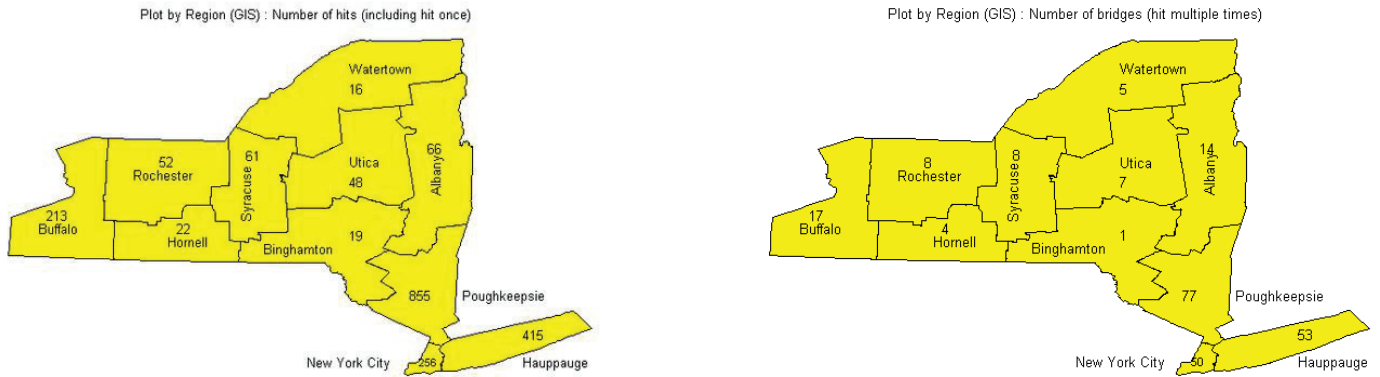 Plot by Region (GIS) : Number of hits (including hit once)
Watertown
16
52
Rochester
61
Syracuse
Utica
48
66
Albany
213
Buffalo
22
Hornell
19
Binghamton
855
Poughkeepsie
415
New York City
256
Hauppauge
Plot by Region (GIS) : Number of bridges (hit multiple times)
Watertown
5
8
Rochester
8
Syracuse
Utica
7
14
Albany
17
Buffalo
4
Hornell
1
Binghamton
77
Poughkeepsie
53
New York City
50
Hauppauge